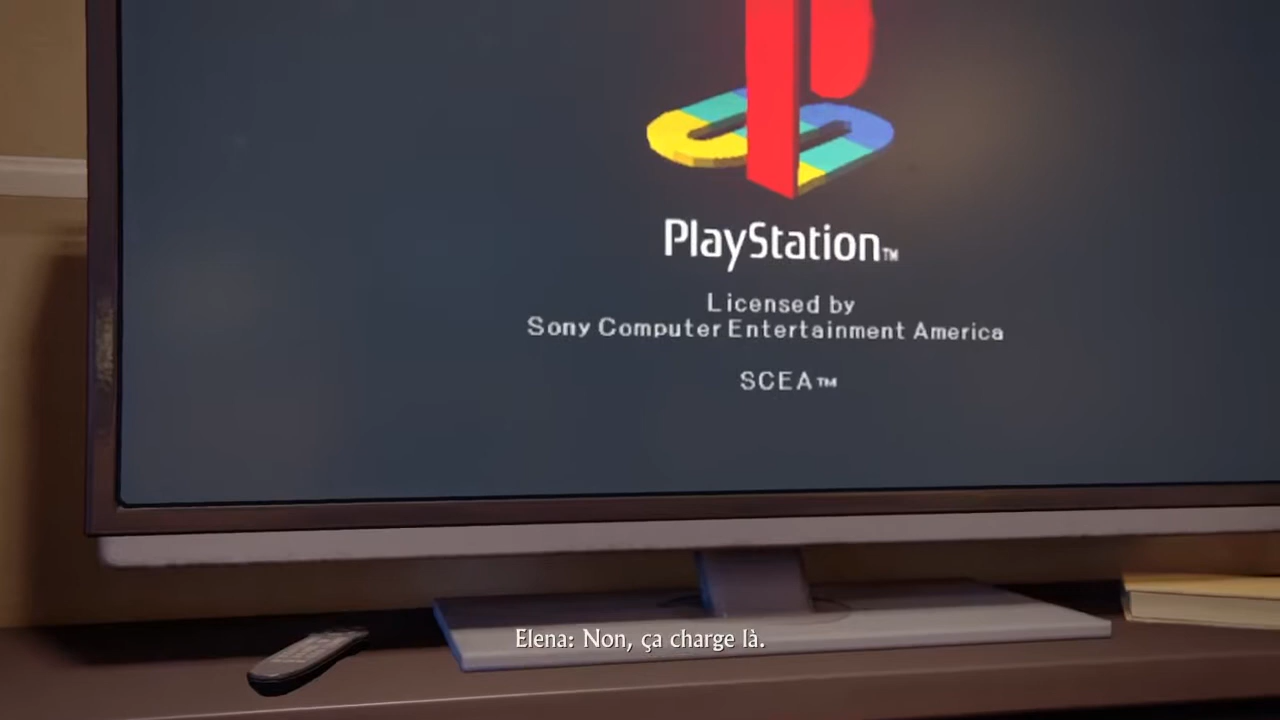 PlayStation™
Licensed by
Sony Computer Entertainment America
SCEA™
Elena: Non, ça charge là.